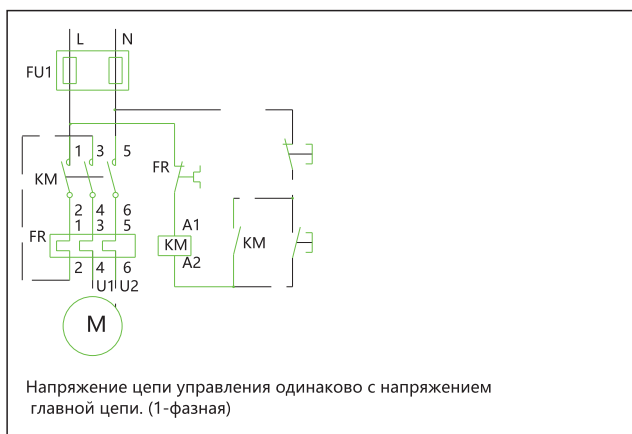 L N
FU1
1 3 5
FR
KM
2 4 6
A1
1 3 5
FR
KM
KM
A2
2 4 6
U1 U2
M
Напряжение цепи управления одинаково с напряжением
главной цепи. (1-фазная)